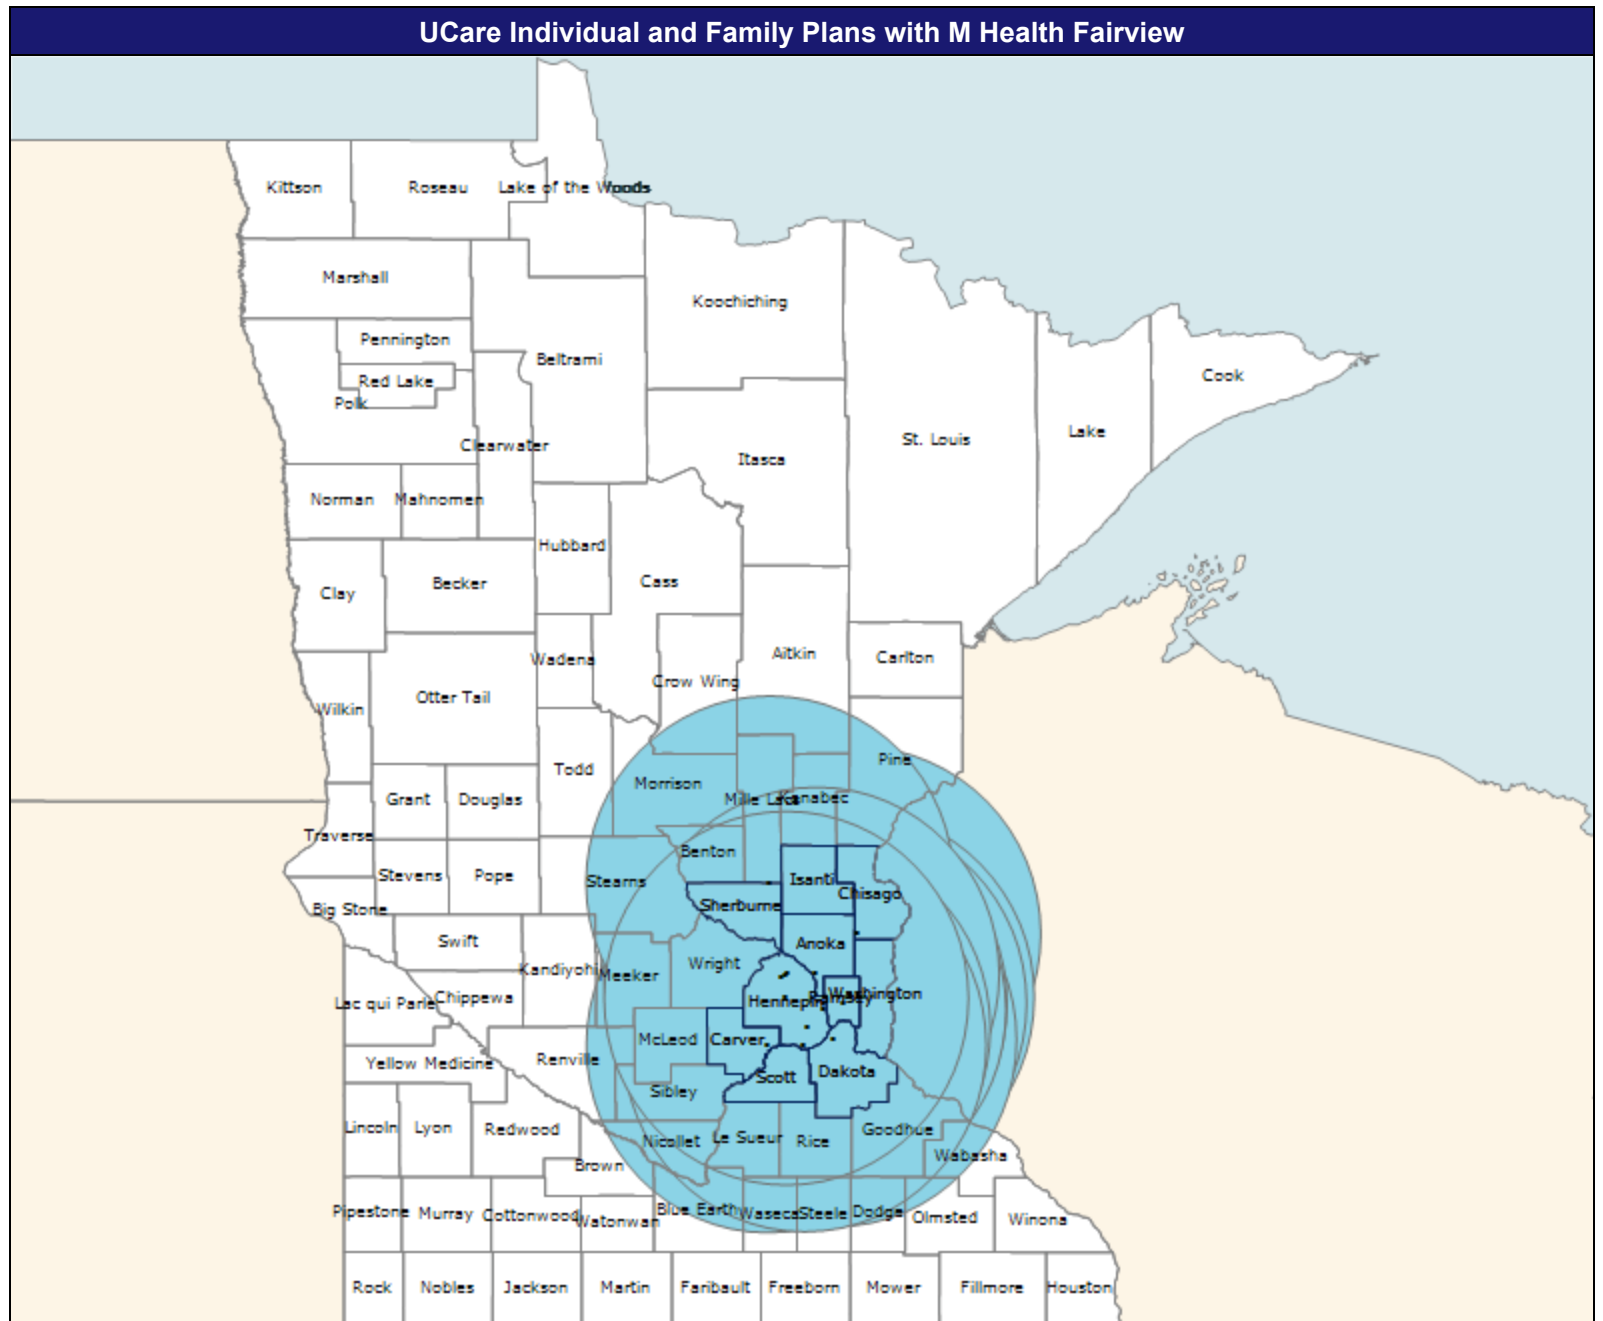 UCare Individual and Family Plans with M Health Fairview
Kittson
Roseau
Lake of the Woods
Marshall
Koochiching
Pennington
Beltrami
Red Lake
Cook
Polk
Lake
St. Louis
Clearwater
Itasca
Norman
Mahnomen
Hubbard
Cass
Becker
Clay
Aitkin
Carlton
Wadena
Crow Wing
Otter Tail
Wilkin
Pine
Todd
Morrison
Grant
Douglas
Mille Lacs
Kanabec
Traverse
Benton
Stevens
Pope
Stearns
Isanti
Chisago
Sherburne
Big Stone
Swift
Anoka
Wright
Kandiyohi
Meeker
Washington
Ramsey
Hennepin
Lac qui Parle
Chippewa
McLeod
Carver
Renville
Yellow Medicine
Dakota
Scott
Sibley
Lincoln
Lyon
Redwood
Goodhue
Le Sueur
Rice
Nicollet
Wabasha
Brown
Pipestone
Murray
Cottonwood
Watonwan
Blue Earth
Waseca
Steele
Dodge
Olmsted
Winona
Rock
Nobles
Jackson
Martin
Faribault
Freeborn
Mower
Fillmore
Houston